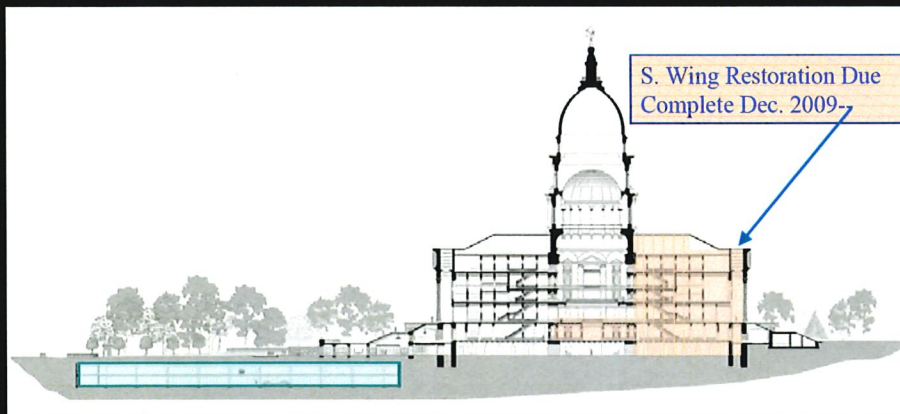 S. Wing Restoration Due
Complete Dec. 2009--